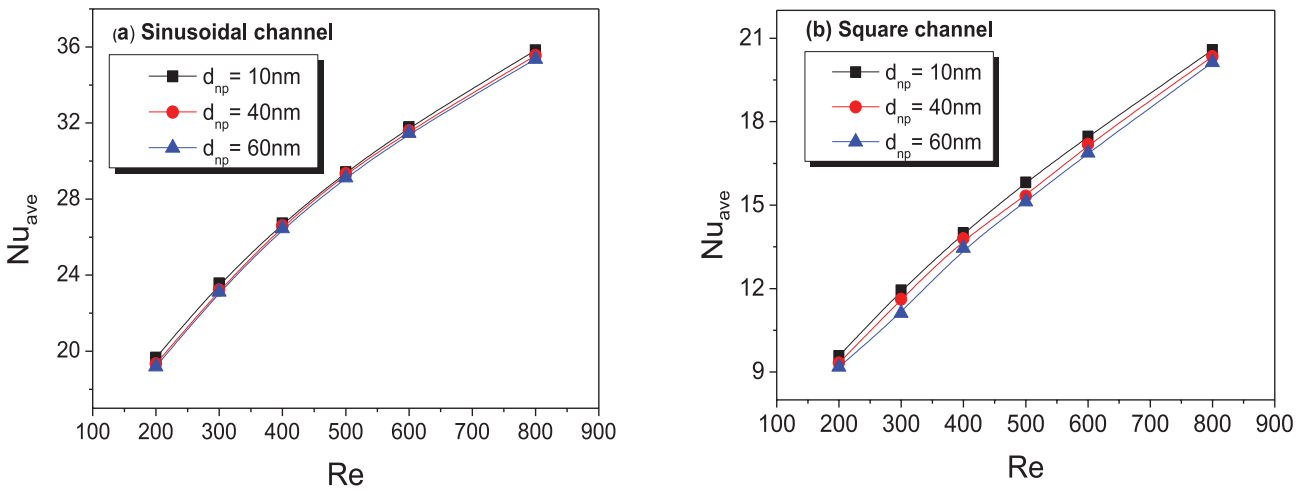 (a) Sinusoidal channel
d_np = 10nm
d_np = 40nm
d_np = 60nm
36
32
28
24
20
Nu_ave
100 200 300 400 500 600 700 800 900
Re
(b) Square channel
d_np = 10nm
d_np = 40nm
d_np = 60nm
21
18
15
12
9
Nu_ave
100 200 300 400 500 600 700 800 900
Re